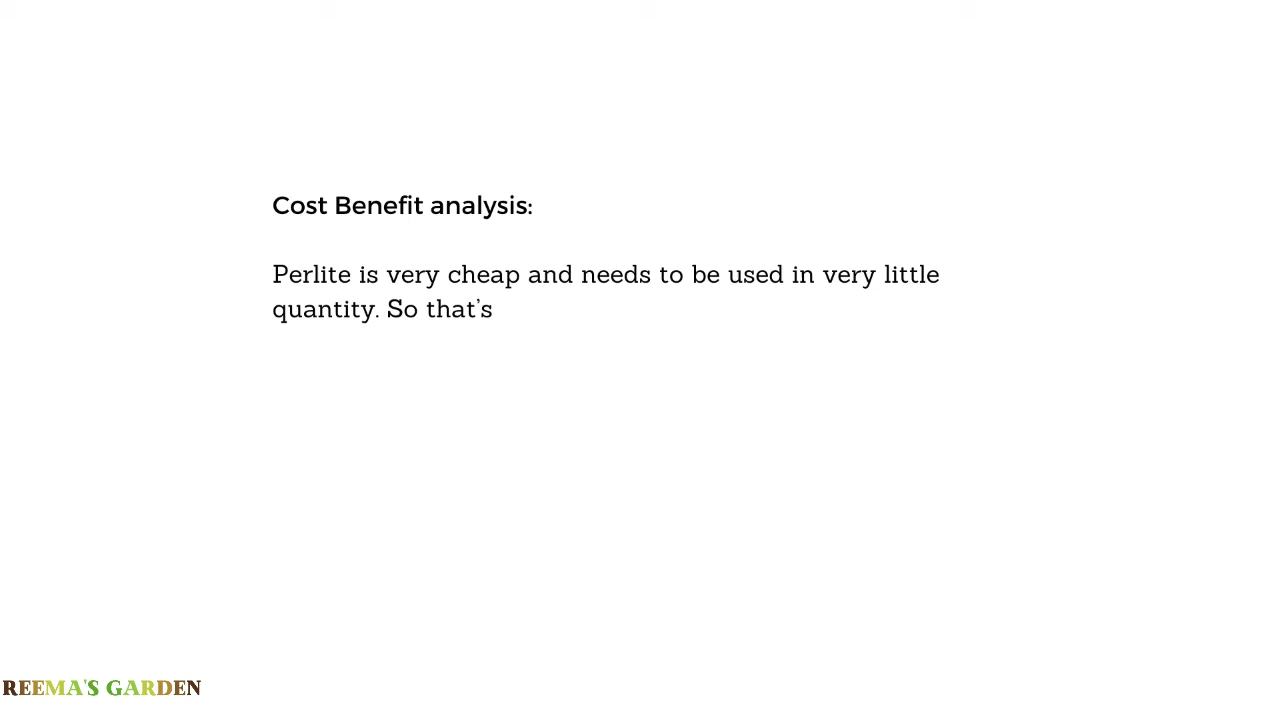 Cost Benefit analysis:
Perlite is very cheap and needs to be used in very little
quantity. So that’s
REEMA'S GARDEN